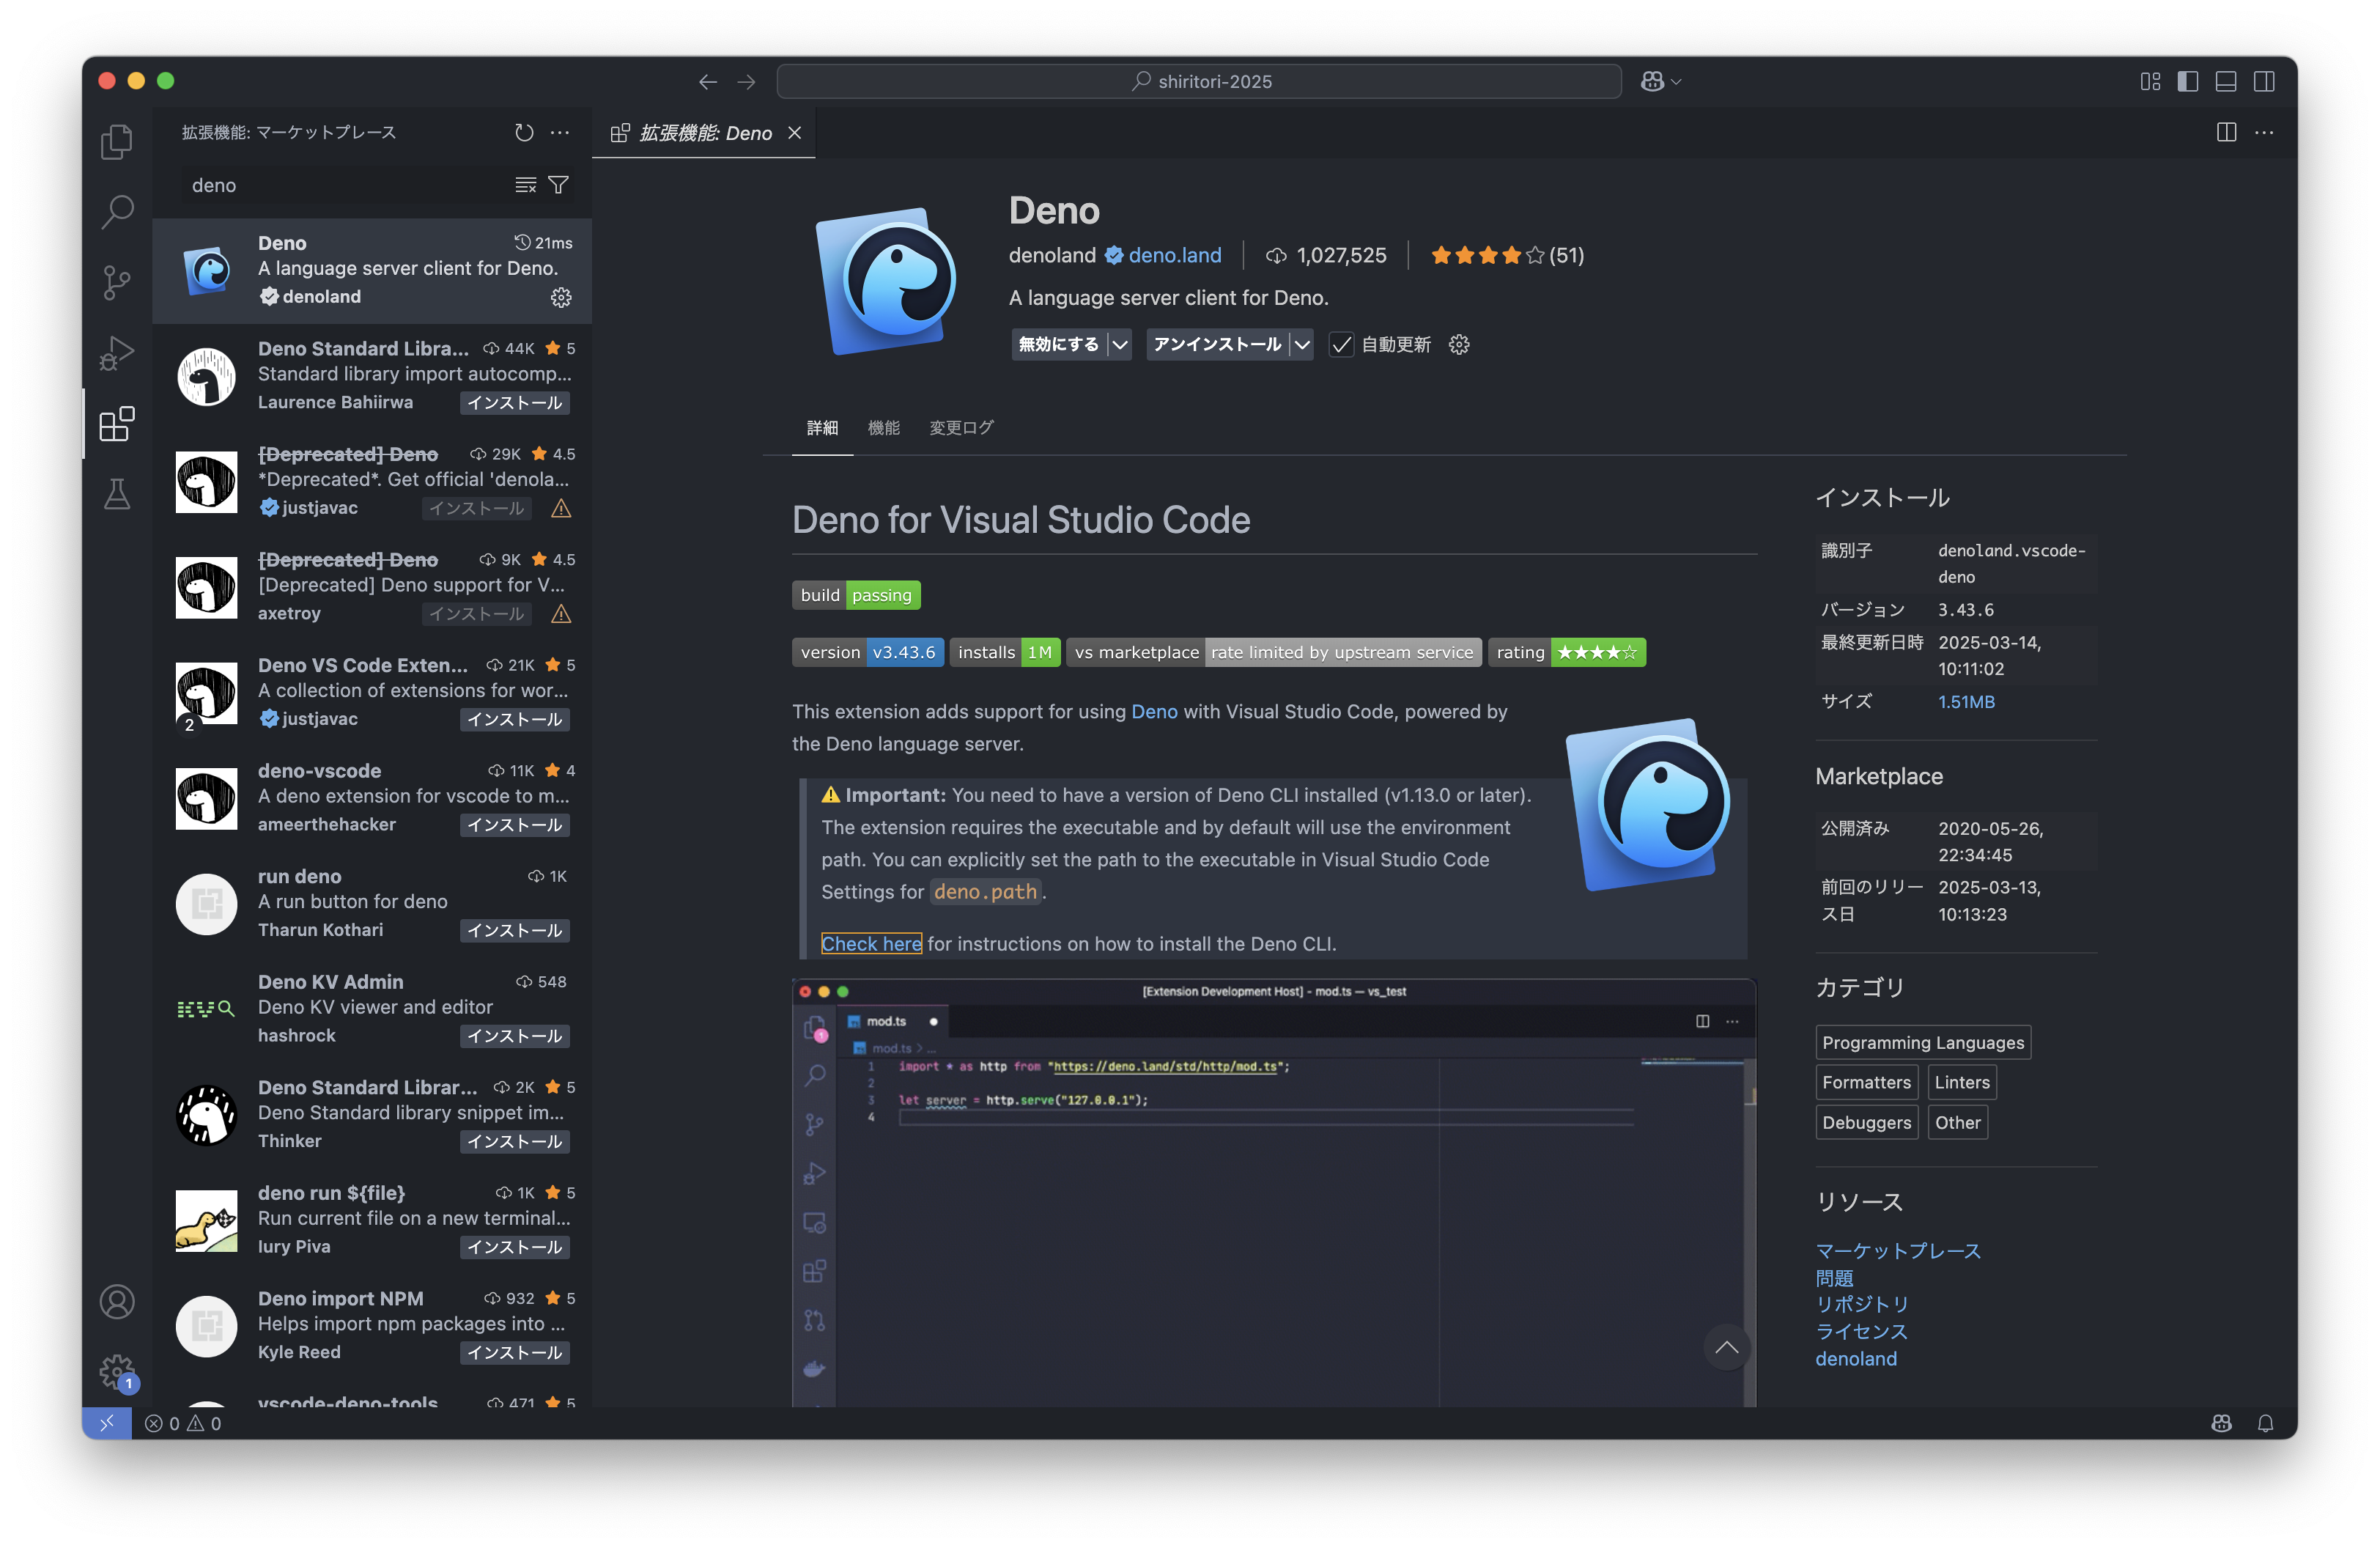 shiritori-2025
拡張機能: マーケットプレース
deno
Deno
21ms
A language server client for Deno.
denoland
Deno Standard Libra...
44K
5
Standard library import autocomp...
Laurence Bahiirwa
インストール
[Deprecated] Deno
29K
4.5
*Deprecated*. Get official 'denola...
justjavac
インストール
[Deprecated] Deno
9K
4.5
[Deprecated] Deno support for V...
axetroy
インストール
Deno VS Code Exten...
21K
5
A collection of extensions for wor...
2
justjavac
インストール
deno-vscode
11K
4
A deno extension for vscode to m...
ameerthehacker
インストール
run deno
1K
A run button for deno
Tharun Kothari
インストール
Deno KV Admin
548
Deno KV viewer and editor
hashrock
インストール
Deno Standard Librar...
2K
5
Deno Standard library snippet im...
Thinker
インストール
deno run ${file}
1K
5
Run current file on a new terminal...
Iury Piva
インストール
Deno import NPM
932
5
Helps import npm packages into ...
Kyle Reed
インストール
vscode-deno-tools
471
5
1
0
0
拡張機能: Deno
Deno
denoland
deno.land
1,027,525
(51)
A language server client for Deno.
無効にする
アンインストール
自動更新
詳細
機能
変更ログ
Deno for Visual Studio Code
build passing
version v3.43.6
installs 1M
vs marketplace rate limited by upstream service
rating ★★★★☆
This extension adds support for using Deno with Visual Studio Code, powered by
the Deno language server.
Important: You need to have a version of Deno CLI installed (v1.13.0 or later).
The extension requires the executable and by default will use the environment
path. You can explicitly set the path to the executable in Visual Studio Code
Settings for deno.path.
Check here for instructions on how to install the Deno CLI.
[Extension Development Host] - mod.ts — vs_test
1
mod.ts
mod.ts > ...
1 import * as http from "https://deno.land/std/http/mod.ts";
2
3 let server = http.serve("127.0.0.1");
4
インストール
識別子
denoland.vscode-
deno
バージョン
3.43.6
最終更新日時
2025-03-14,
10:11:02
サイズ
1.51MB
Marketplace
公開済み
2020-05-26,
22:34:45
前回のリリー
ス日
2025-03-13,
10:13:23
カテゴリ
Programming Languages
Formatters
Linters
Debuggers
Other
リソース
マーケットプレース
問題
リポジトリ
ライセンス
denoland